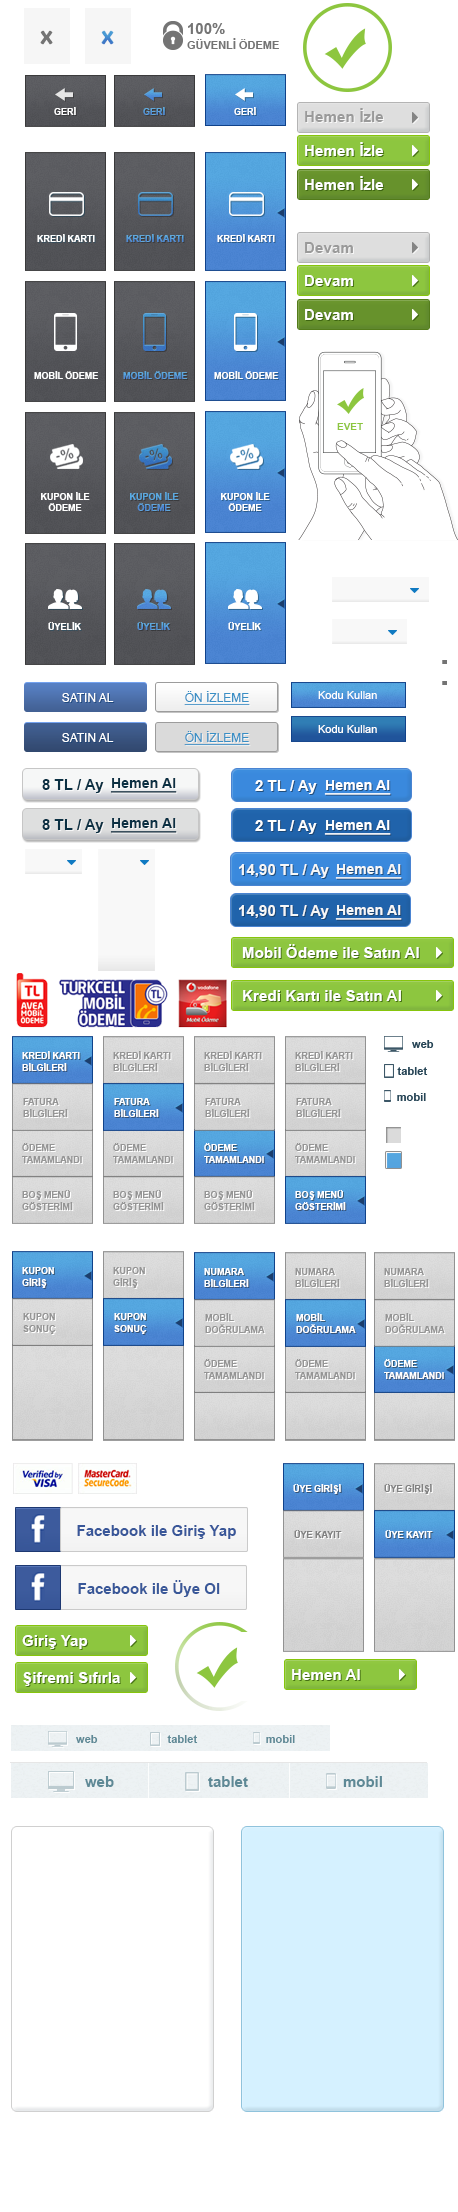 x x
100%
GÜVENLİ ÖDEME
GERİ GERİ GERİ
Hemen İzle
Hemen İzle
Hemen İzle
KREDİ KARTI KREDİ KARTI KREDİ KARTI
Devam
Devam
Devam
MOBİL ÖDEME MOBİL ÖDEME MOBİL ÖDEME
EVET
-% -% -%
KUPON İLE KUPON İLE KUPON İLE
ÖDEME ÖDEME ÖDEME
ÜYELİK ÜYELİK ÜYELİK
SATIN AL ÖN İZLEME Kodu Kullan
SATIN AL ÖN İZLEME Kodu Kullan
8 TL / Ay Hemen Al 2 TL / Ay Hemen Al
8 TL / Ay Hemen Al 2 TL / Ay Hemen Al
14,90 TL / Ay Hemen Al
14,90 TL / Ay Hemen Al
Mobil Ödeme ile Satın Al
Kredi Kartı ile Satın Al
TL
AVEA
MOBİL
ÖDEME
TURKCELL
MOBİL
ÖDEME
TL
vodafone
Mobil Ödeme
KREDİ KARTI KREDİ KARTI KREDİ KARTI KREDİ KARTI
BİLGİLERİ BİLGİLERİ BİLGİLERİ BİLGİLERİ
FATURA FATURA FATURA FATURA
BİLGİLERİ BİLGİLERİ BİLGİLERİ BİLGİLERİ
ÖDEME ÖDEME ÖDEME ÖDEME
TAMAMLANDI TAMAMLANDI TAMAMLANDI TAMAMLANDI
BOŞ MENÜ BOŞ MENÜ BOŞ MENÜ BOŞ MENÜ
GÖSTERİMİ GÖSTERİMİ GÖSTERİMİ GÖSTERİMİ
web
tablet
mobil
KUPON KUPON NUMARA NUMARA NUMARA
GİRİŞ GİRİŞ BİLGİLERİ BİLGİLERİ BİLGİLERİ
KUPON KUPON MOBİL MOBİL MOBİL
SONUÇ SONUÇ DOĞRULAMA DOĞRULAMA DOĞRULAMA
ÖDEME ÖDEME ÖDEME
TAMAMLANDI TAMAMLANDI TAMAMLANDI
Verified by
VISA
MasterCard.
SecureCode.
ÜYE GİRİŞİ ÜYE GİRİŞİ
ÜYE KAYIT ÜYE KAYIT
f Facebook ile Giriş Yap
f Facebook ile Üye Ol
Giriş Yap
Şifremi Sıfırla
Hemen Al
web tablet mobil
web tablet mobil